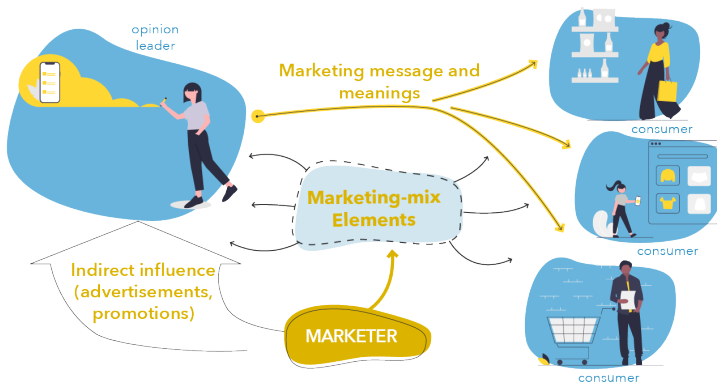 opinion
leader
Marketing message and
meanings
consumer
Marketing-mix
Elements
consumer
Indirect influence
(advertisements,
promotions)
MARKETER
consumer